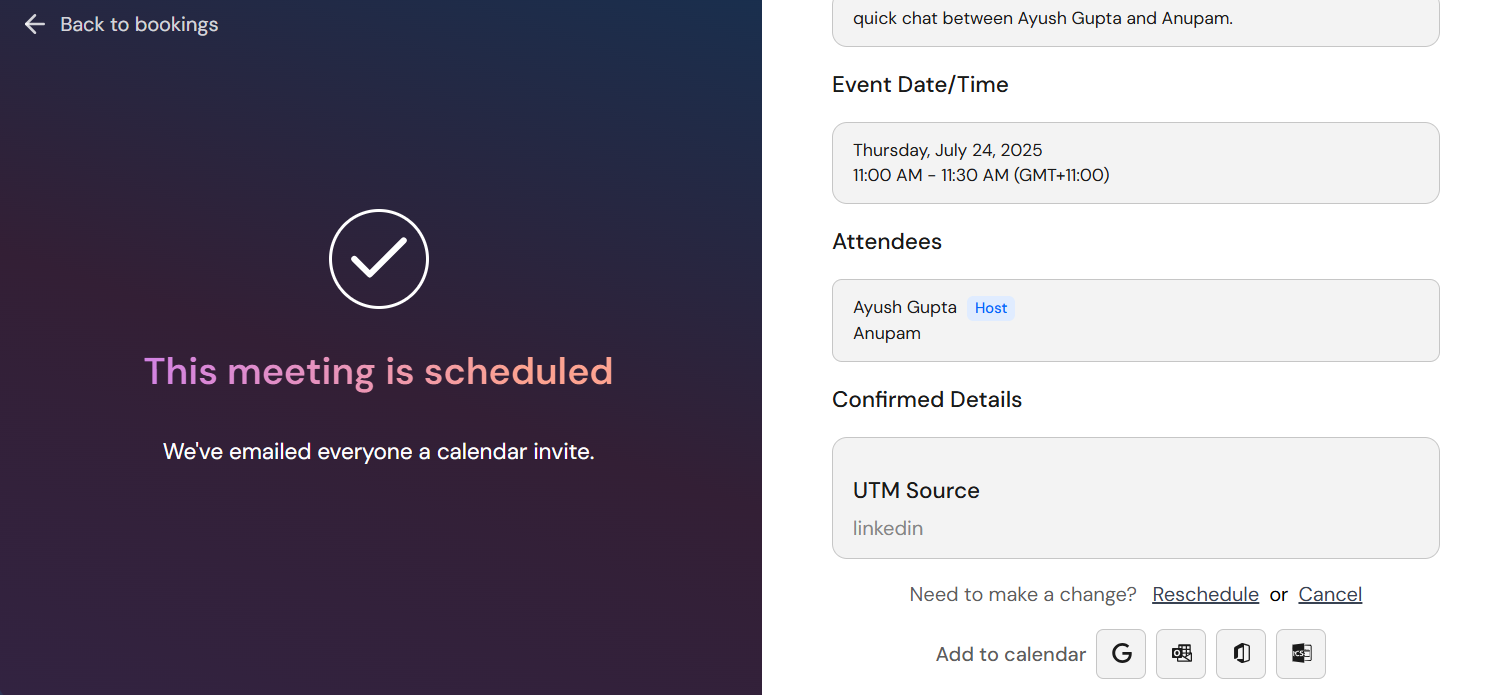 Back to bookings
This meeting is scheduled
We've emailed everyone a calendar invite.
quick chat between Ayush Gupta and Anupam.
Event Date/Time
Thursday, July 24, 2025
11:00 AM - 11:30 AM (GMT+11:00)
Attendees
Ayush Gupta Host
Anupam
Confirmed Details
UTM Source
linkedin
Need to make a change? Reschedule or Cancel
Add to calendar G